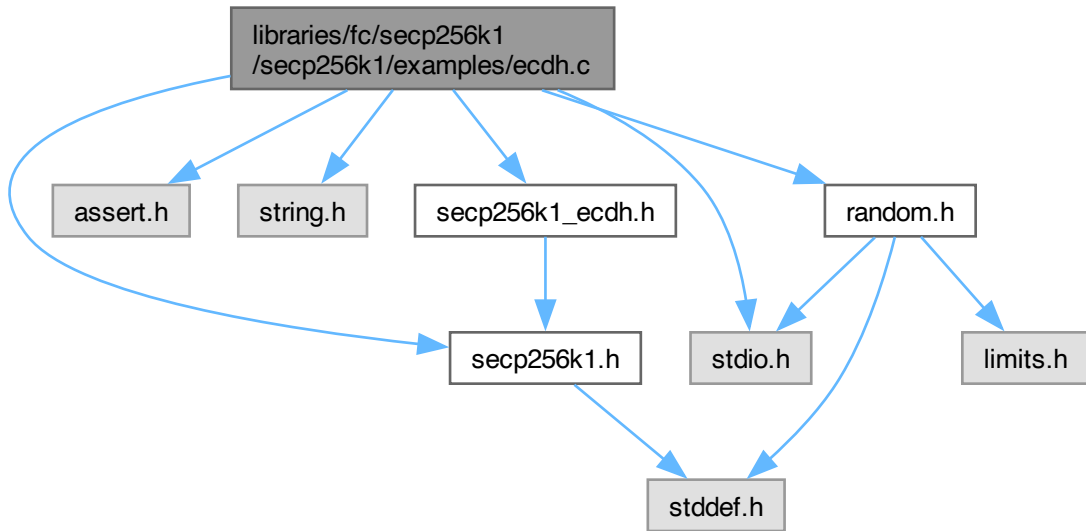 libraries/fc/secp256k1
/secp256k1/examples/ecdh.c
assert.h
string.h
secp256k1_ecdh.h
random.h
secp256k1.h
stdio.h
limits.h
stddef.h